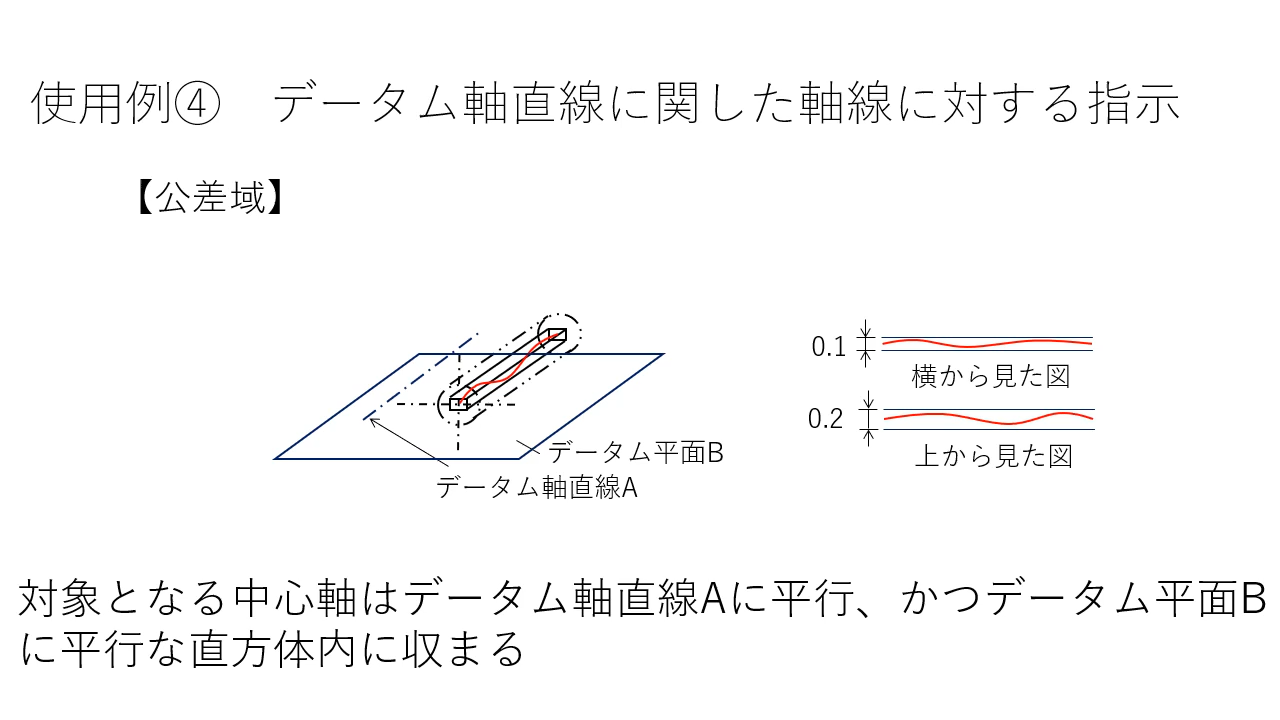 使用例④　データム軸直線に関した軸線に対する指示
【公差域】
0.1
横から見た図
0.2
上から見た図
データム平面B
データム軸直線A
対象となる中心軸はデータム軸直線Aに平行、かつデータム平面B
に平行な直方体内に収まる